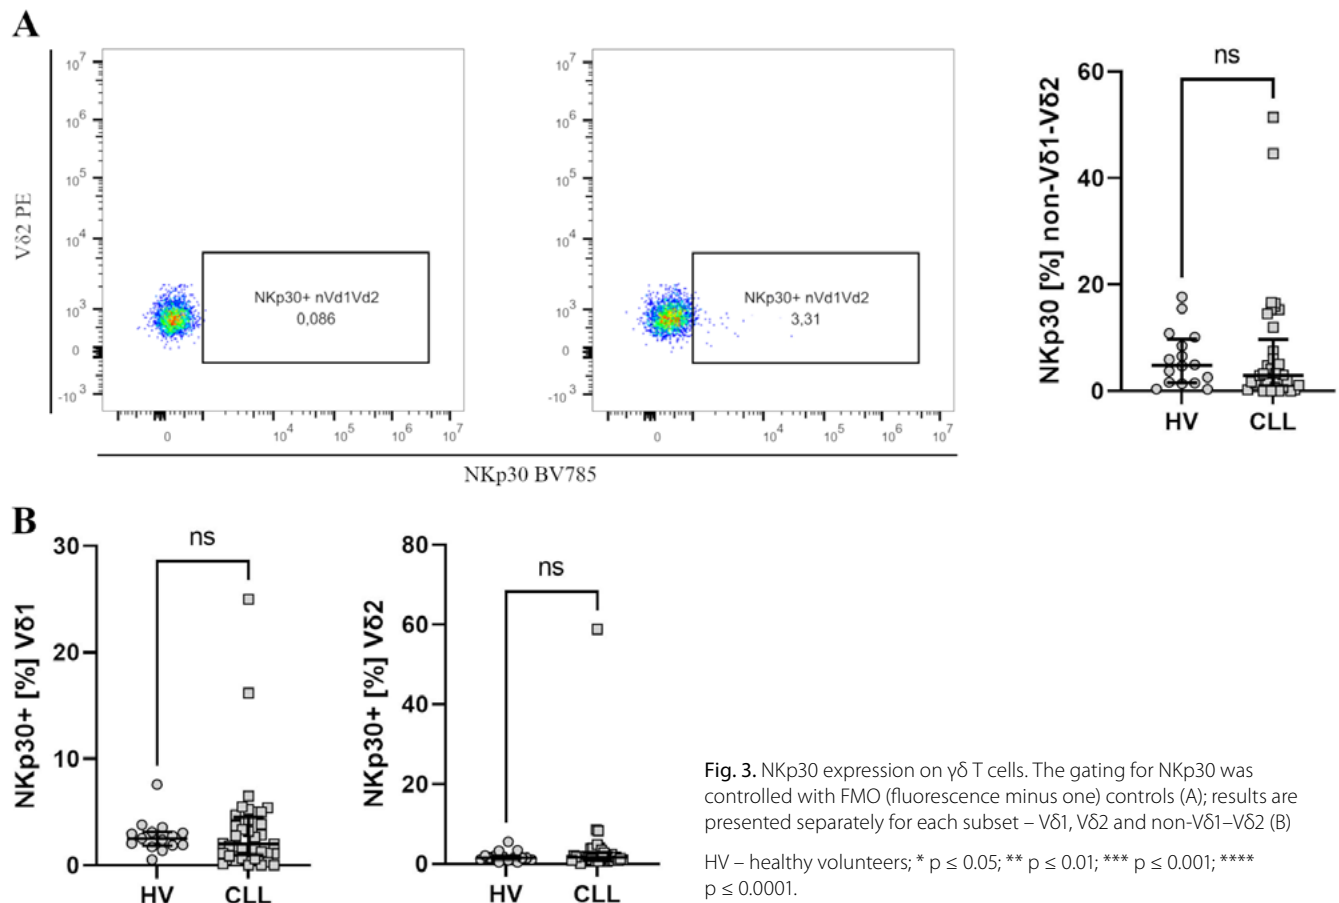 A
Vδ2 PE
10^7
10^6
10^5
10^4
10^3
0
-10^3
NKp30+ nVd1Vd2
0,086
0 10^4 10^5 10^6 10^7
10^7
10^6
10^5
10^4
10^3
0
-10^3
NKp30+ nVd1Vd2
3,31
0 10^4 10^5 10^6 10^7
NKp30 BV785
NKp30 [%] non-Vδ1-Vδ2
ns
60
40
20
0
HV CLL
B
NKp30+ [%] Vδ1
ns
30
20
10
0
HV CLL
NKp30+ [%] Vδ2
ns
80
60
40
20
0
HV CLL
Fig. 3. NKp30 expression on γδ T cells. The gating for NKp30 was
controlled with FMO (fluorescence minus one) controls (A); results are
presented separately for each subset – Vδ1, Vδ2 and non-Vδ1–Vδ2 (B)
HV – healthy volunteers; * p ≤ 0.05; ** p ≤ 0.01; *** p ≤ 0.001; ****
p ≤ 0.0001.